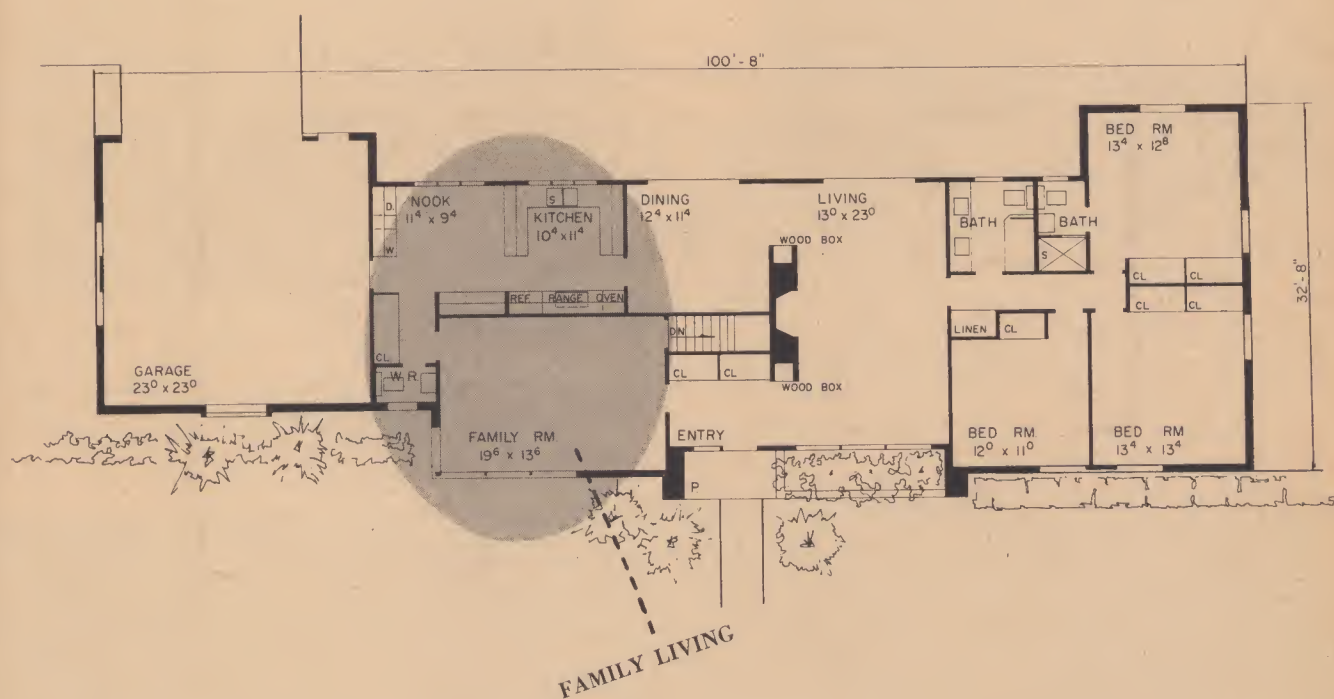 100'-8"
BED RM
13⁴ x 12⁸
32'-8"
D.
W
NOOK
11⁴ x 9⁴
S
KITCHEN
10⁴ x 11⁴
DINING
12⁴ x 11⁴
LIVING
13⁰ x 23⁰
WOOD BOX
BATH
BATH
S
CL
CL
CL
CL
REF.
RANGE
OVEN
DN
LINEN
CL
CL
GARAGE
23⁰ x 23⁰
W. R.
CL
CL
WOOD BOX
FAMILY RM.
19⁶ x 13⁶
ENTRY
BED RM
12⁰ x 11⁰
BED RM
13⁴ x 13⁴
P
FAMILY LIVING